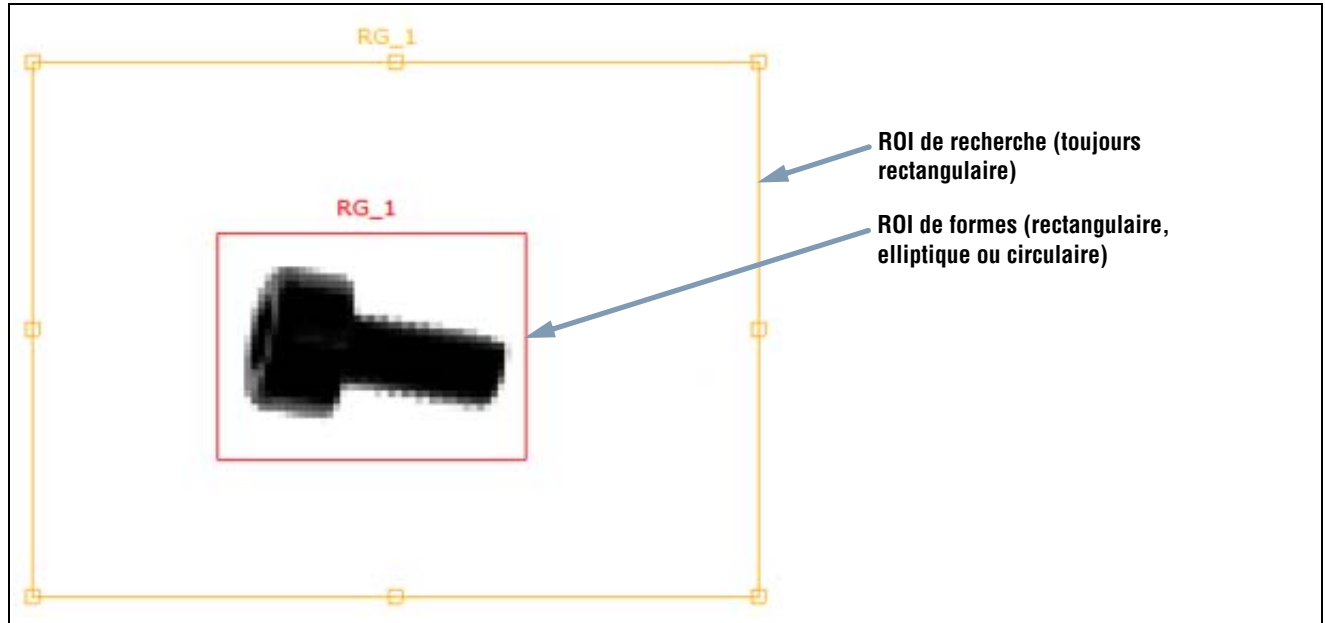 RG_1
ROI de recherche (toujours
rectangulaire)
RG_1
ROI de formes (rectangulaire,
elliptique ou circulaire)